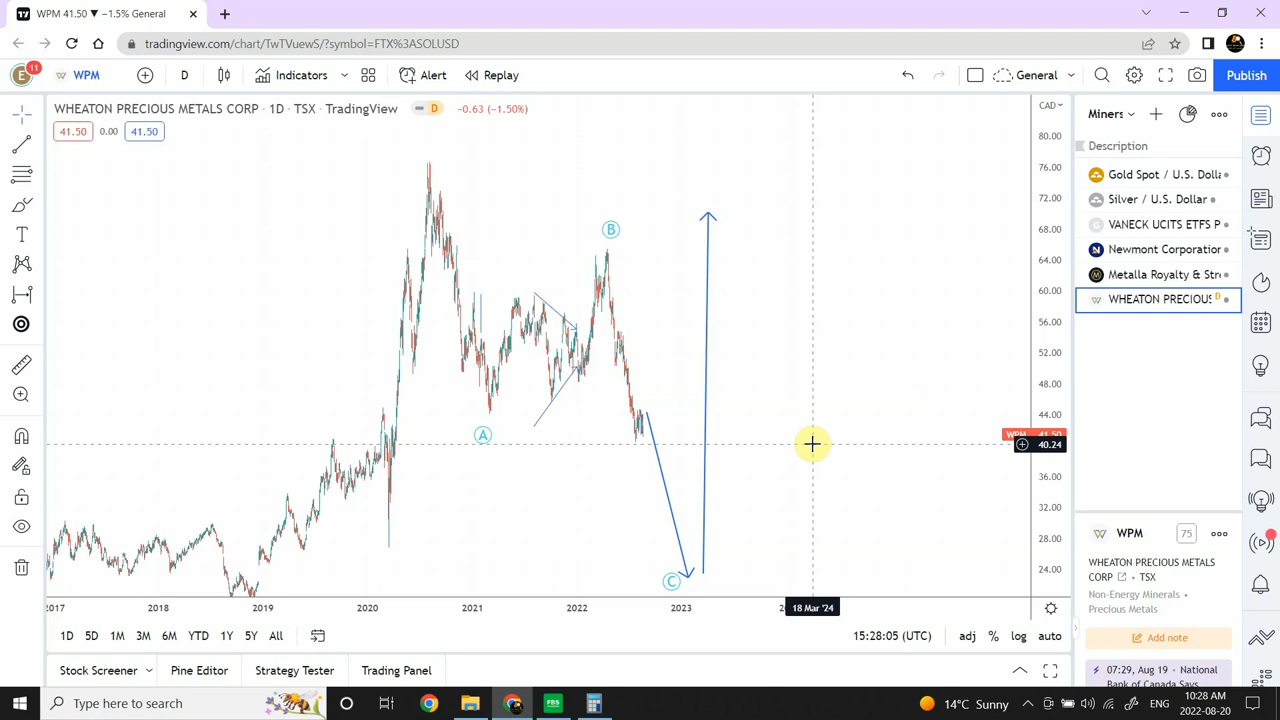 WPM 41.50 ▼ −1.5% General
tradingview.com/chart/TwTVuewS/?symbol=FTX%3ASOLUSD
E 11 WPM D Indicators Alert Replay General Publish
WHEATON PRECIOUS METALS CORP · 1D · TSX · TradingView D −0.63 (−1.50%)
41.50 0.00 41.50
CAD
80.00
76.00
72.00
68.00
64.00
60.00
56.00
52.00
48.00
44.00
WPM 41.50
40.24
36.00
32.00
28.00
24.00
B
A
C
2017 2018 2019 2020 2021 2022 2023 18 Mar '24
1D 5D 1M 3M 6M YTD 1Y 5Y All 15:28:05 (UTC) adj % log auto
Stock Screener Pine Editor Strategy Tester Trading Panel
Miners
Description
Gold Spot / U.S. Dolla
Silver / U.S. Dollar
VANECK UCITS ETFS P
Newmont Corporation
Metalla Royalty & Stre
WHEATON PRECIOUS D
WPM 75
WHEATON PRECIOUS METALS
CORP TSX
Non-Energy Minerals •
Precious Metals
Add note
07:29, Aug 19 • National
Bank of Canada Says
Type here to search FBS 14°C Sunny ENG 10:28 AM
2022-08-20